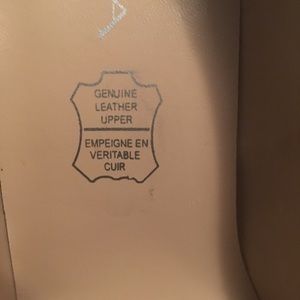 GENUINE
LEATHER
UPPER
EMPEIGNE EN
VERITABLE
CUIR